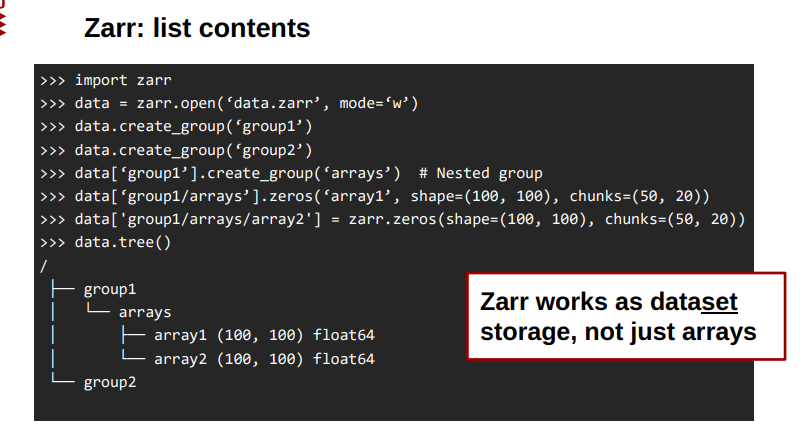 Zarr: list contents
>>> import zarr
>>> data = zarr.open(‘data.zarr’, mode=‘w’)
>>> data.create_group(‘group1’)
>>> data.create_group(‘group2’)
>>> data[‘group1’].create_group(‘arrays’)  # Nested group
>>> data[‘group1/arrays’].zeros(‘array1’, shape=(100, 100), chunks=(50, 20))
>>> data['group1/arrays/array2'] = zarr.zeros(shape=(100, 100), chunks=(50, 20))
>>> data.tree()
/
├── group1
│   └── arrays
│       ├── array1 (100, 100) float64
│       └── array2 (100, 100) float64
└── group2
Zarr works as dataset
storage, not just arrays